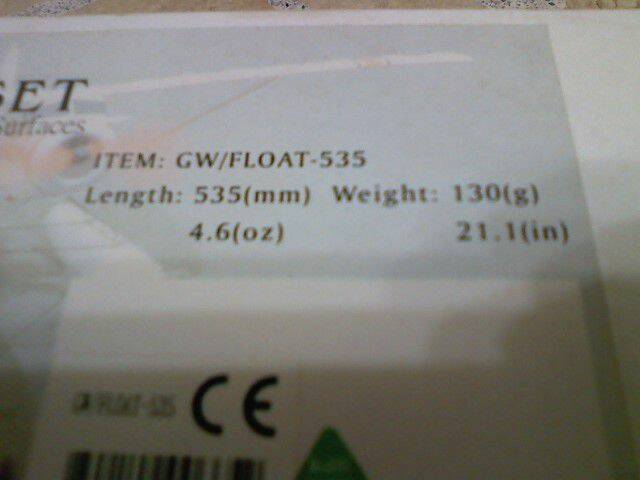 SET
Surfaces
ITEM: GW/FLOAT-535
Length: 535(mm) Weight: 130(g)
4.6(oz) 21.1(in)
GW/FLOAT-535 CE